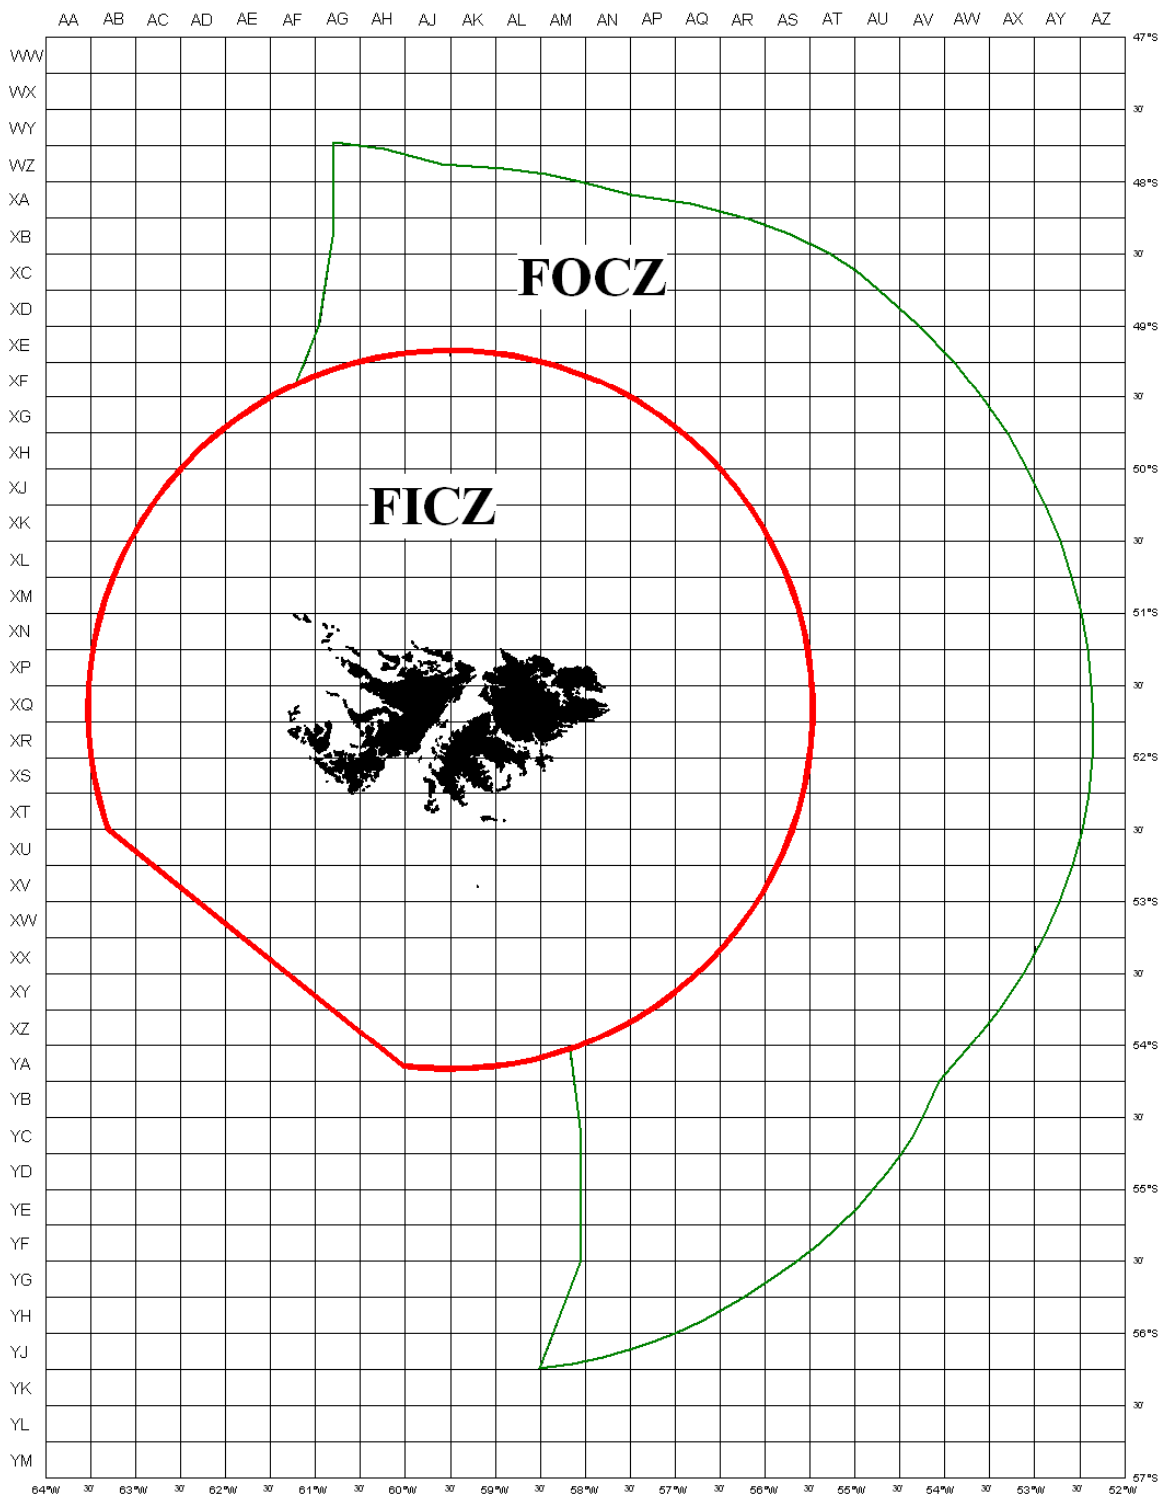 AA AB AC AD AE AF AG AH AJ AK AL AM AN AP AQ AR AS AT AU AV AW AX AY AZ
47°S
WW
WX
30'
WY
WZ
48°S
XA
XB
30'
XC
FOCZ
XD
49°S
XE
XF
30'
XG
XH
50°S
XJ
FICZ
XK
30'
XL
XM
51°S
XN
XP
30'
XQ
XR
52°S
XS
XT
30'
XU
XV
53°S
XW
XX
30'
XY
XZ
54°S
YA
YB
30'
YC
YD
55°S
YE
YF
30'
YG
YH
56°S
YJ
YK
30'
YL
YM
57°S
64°W 30' 63°W 30' 62°W 30' 61°W 30' 60°W 30' 59°W 30' 58°W 30' 57°W 30' 56°W 30' 55°W 30' 54°W 30' 53°W 30' 52°W